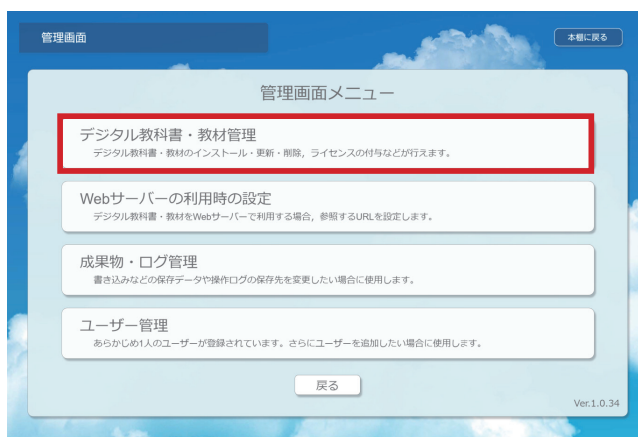 管理画面
本棚に戻る
管理画面メニュー
デジタル教科書・教材管理
デジタル教科書・教材のインストール・更新・削除，ライセンスの付与などが行えます。
Webサーバーの利用時の設定
デジタル教科書・教材をWebサーバーで利用する場合，参照するURLを設定します。
成果物・ログ管理
書き込みなどの保存データや操作ログの保存先を変更したい場合に使用します。
ユーザー管理
あらかじめ1人のユーザーが登録されています。さらにユーザーを追加したい場合に使用します。
戻る
Ver.1.0.34